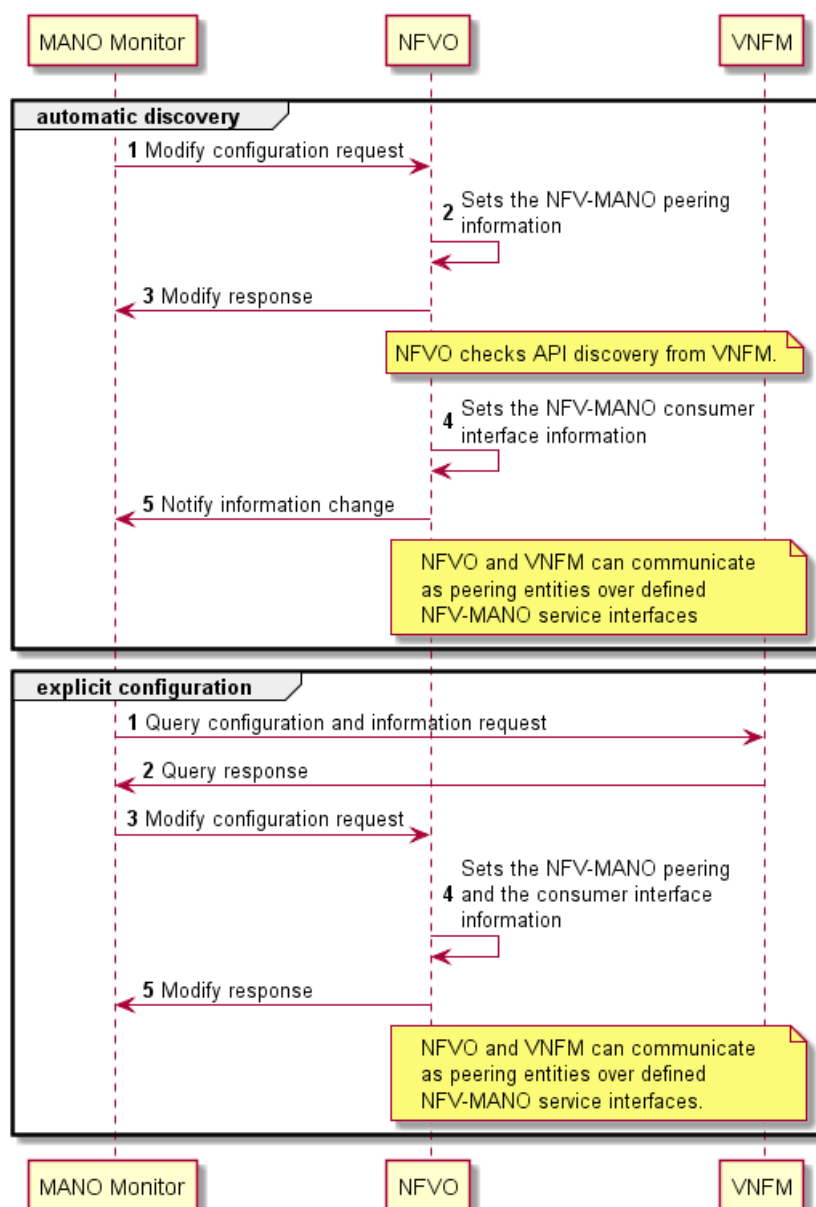 MANO Monitor
NFVO
VNFM
automatic discovery
1 Modify configuration request
Sets the NFV-MANO peering
2
information
3 Modify response
NFVO checks API discovery from VNFM.
Sets the NFV-MANO consumer
4
interface information
5 Notify information change
NFVO and VNFM can communicate
as peering entities over defined
NFV-MANO service interfaces
explicit configuration
1 Query configuration and information request
2 Query response
3 Modify configuration request
Sets the NFV-MANO peering
4 and the consumer interface
information
5 Modify response
NFVO and VNFM can communicate
as peering entities over defined
NFV-MANO service interfaces.
MANO Monitor
NFVO
VNFM